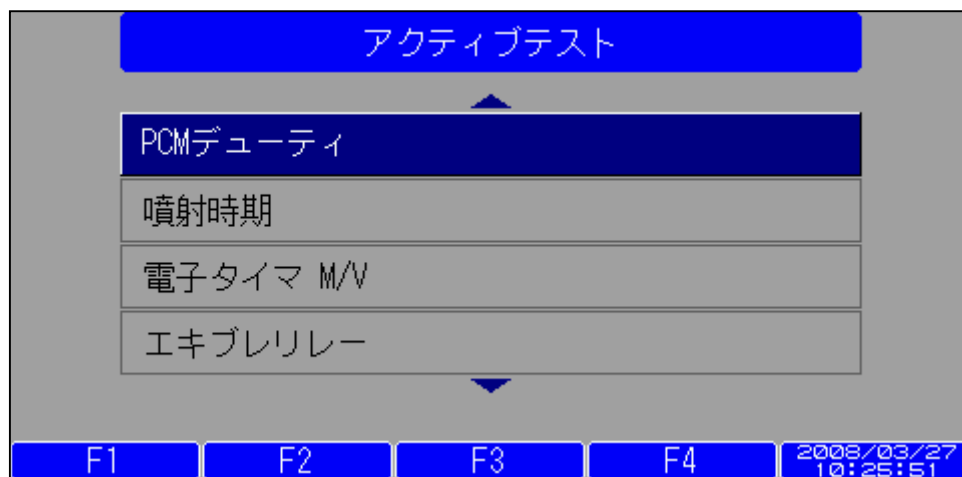 アクティブテスト
PCMデューティ
噴射時期
電子タイマ M/V
エキブレリレー
F1
F2
F3
F4
2008/03/27
10:25:51